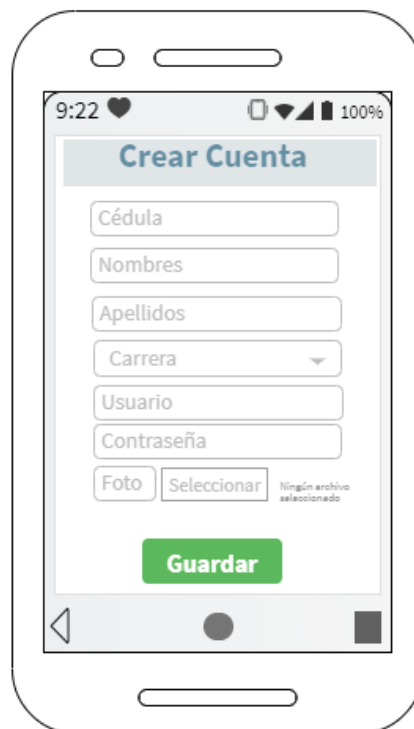 9:22 100%
Crear Cuenta
Cédula
Nombres
Apellidos
Carrera
Usuario
Contraseña
Foto Seleccionar Ningún archivo
seleccionado
Guardar